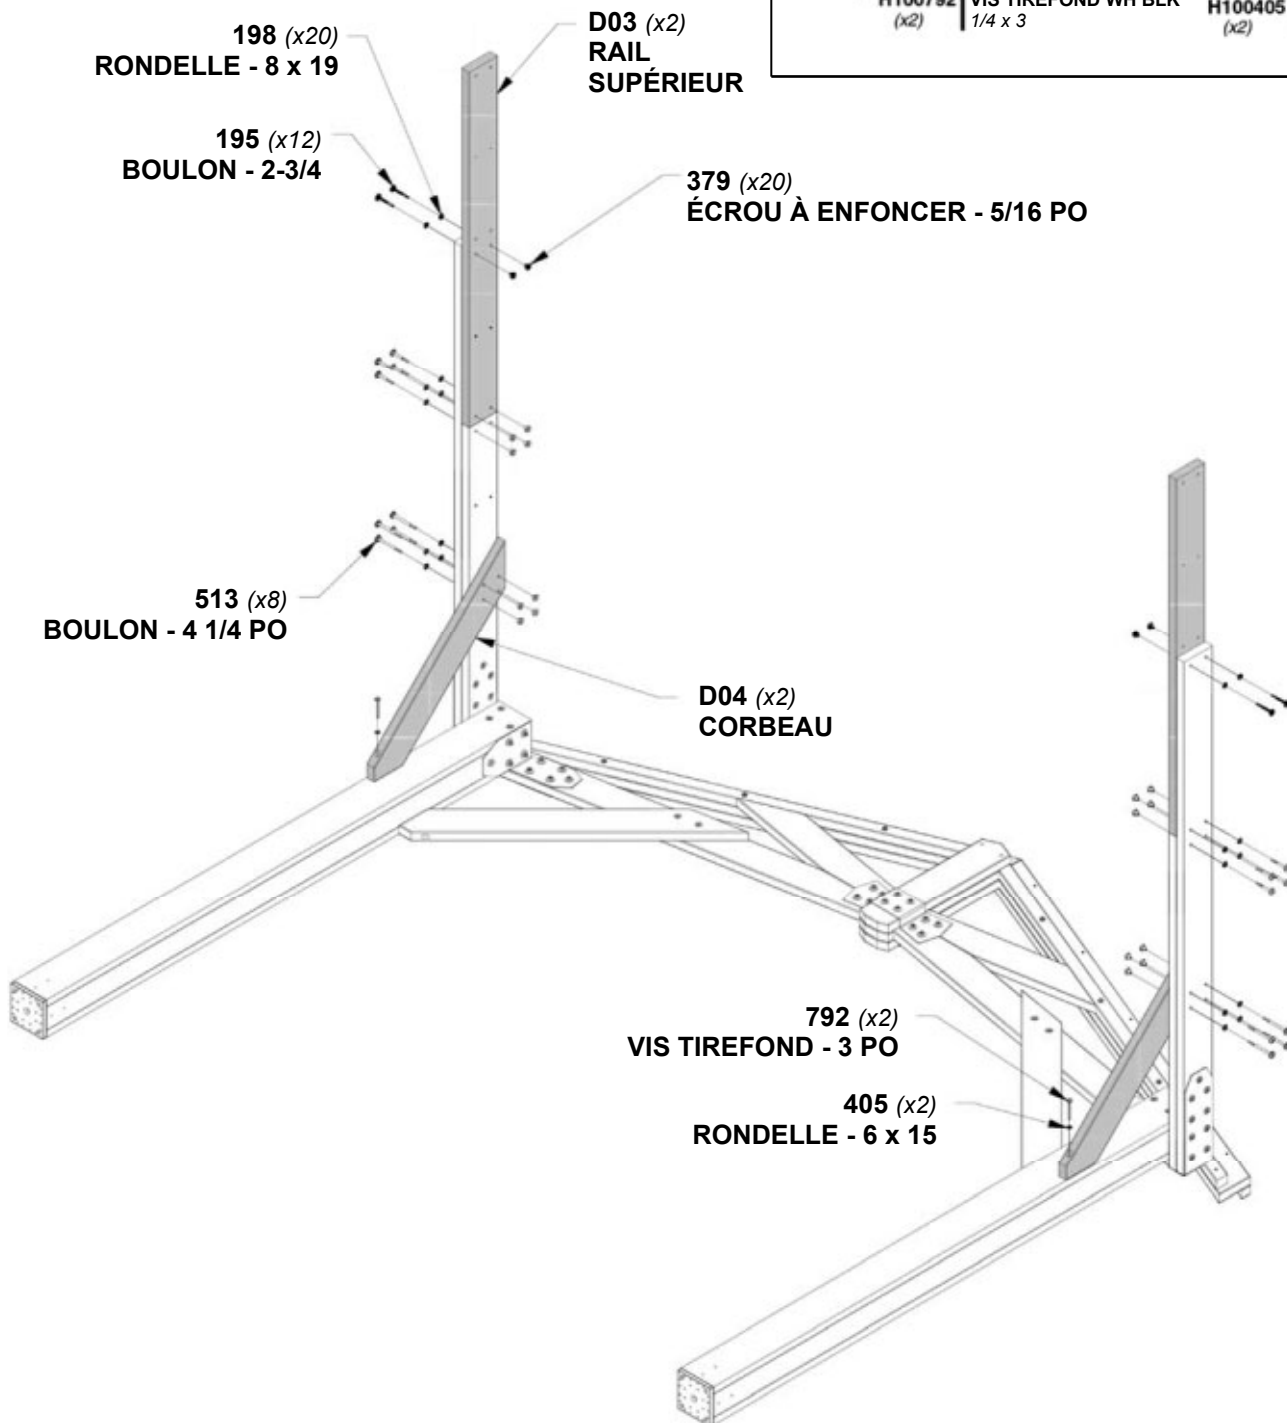 H100792
(x2)
VIS TIREFOND WH BLK
1/4 x 3
H100405
(x2)
D03 (x2)
RAIL
SUPÉRIEUR
198 (x20)
RONDELLE - 8 x 19
195 (x12)
BOULON - 2-3/4
379 (x20)
ÉCROU À ENFONCER - 5/16 PO
513 (x8)
BOULON - 4 1/4 PO
D04 (x2)
CORBEAU
792 (x2)
VIS TIREFOND - 3 PO
405 (x2)
RONDELLE - 6 x 15